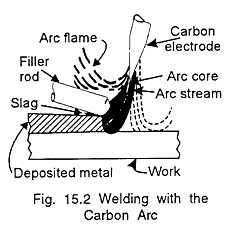 Arc flame
Carbon
electrode
Filler
rod
Arc core
Arc stream
Slag
Deposited metal
Work
Fig. 15.2 Welding with the
Carbon Arc